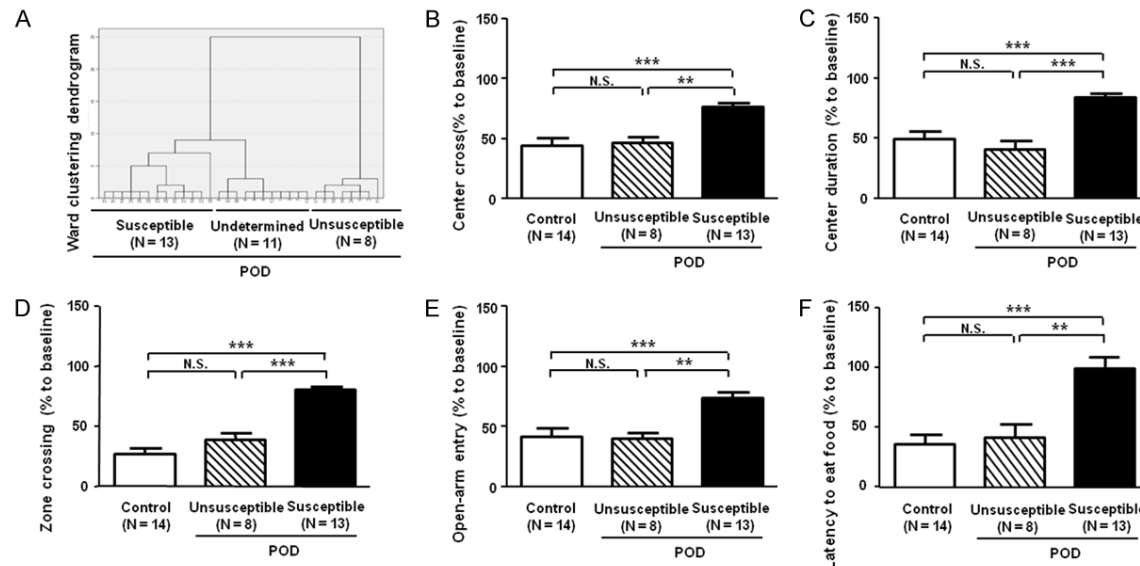 A
Ward clustering dendrogram
Susceptible Undetermined Unsusceptible
(N = 13) (N = 11) (N = 8)
POD
B
Center cross(% to baseline)
150
100
50
0
*** 
N.S. **
Control Unsusceptible Susceptible
(N = 14) (N = 8) (N = 13)
POD
C
Center duration (% to baseline)
150
100
50
0
***
N.S. ***
Control Unsusceptible Susceptible
(N = 14) (N = 8) (N = 13)
POD
D
Zone crossing (% to baseline)
150
100
50
0
***
N.S. ***
Control Unsusceptible Susceptible
(N = 14) (N = 8) (N = 13)
POD
E
Open-arm entry (% to baseline)
150
100
50
0
***
N.S. **
Control Unsusceptible Susceptible
(N = 14) (N = 8) (N = 13)
POD
F
Latency to eat food (% to baseline)
150
100
50
0
***
N.S. **
Control Unsusceptible Susceptible
(N = 14) (N = 8) (N = 13)
POD